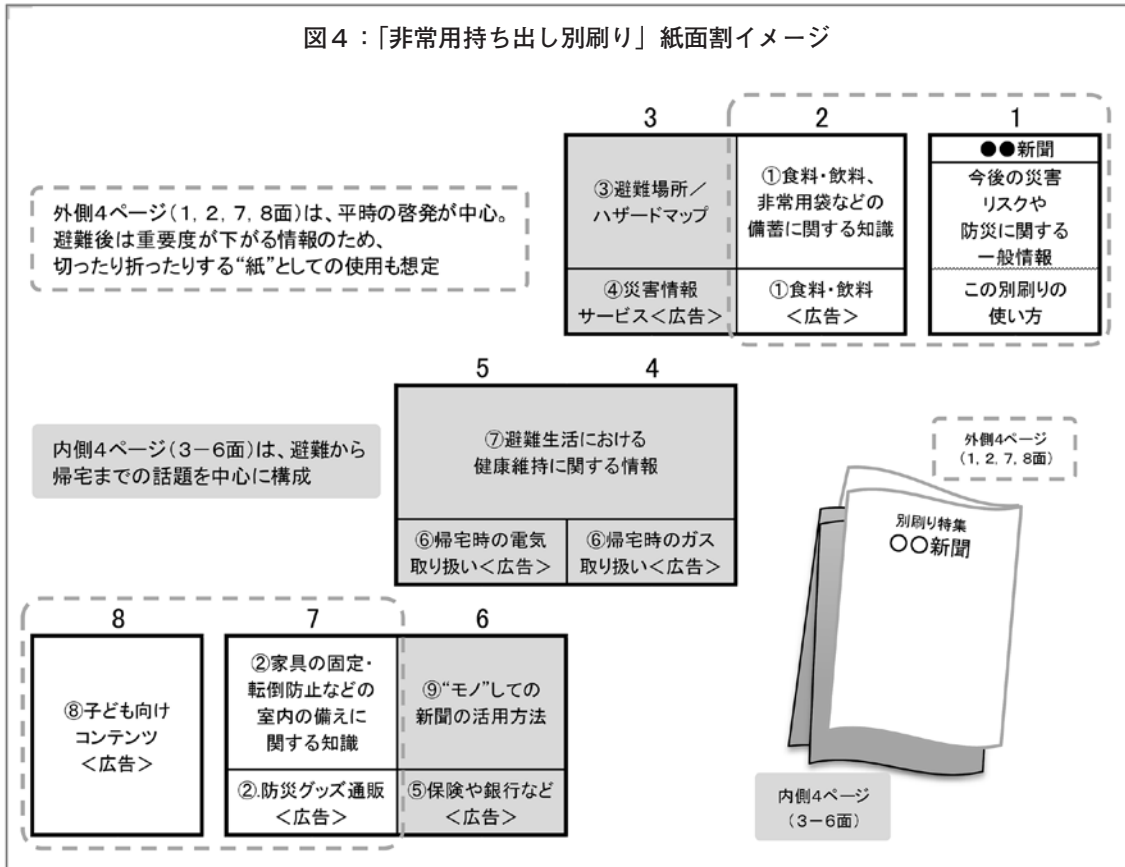 図4：「非常用持ち出し別刷り」紙面割イメージ
外側4ページ（1，2，7，8面）は、平時の啓発が中心。
避難後は重要度が下がる情報のため、
切ったり折ったりする“紙”としての使用も想定
3
③避難場所／
ハザードマップ
④災害情報
サービス＜広告＞
2
①食料・飲料、
非常用袋などの
備蓄に関する知識
①食料・飲料
＜広告＞
1
●●新聞
今後の災害
リスクや
防災に関する
一般情報
この別刷りの
使い方
内側4ページ（3－6面）は、避難から
帰宅までの話題を中心に構成
5
4
⑦避難生活における
健康維持に関する情報
⑥帰宅時の電気
取り扱い＜広告＞
⑥帰宅時のガス
取り扱い＜広告＞
外側4ページ
（1，2，7，8面）
別刷り特集
○○新聞
内側4ページ
（3－6面）
8
⑧子ども向け
コンテンツ
＜広告＞
7
②家具の固定・
転倒防止などの
室内の備えに
関する知識
②．防災グッズ通販
＜広告＞
6
⑨“モノ”しての
新聞の活用方法
⑤保険や銀行など
＜広告＞